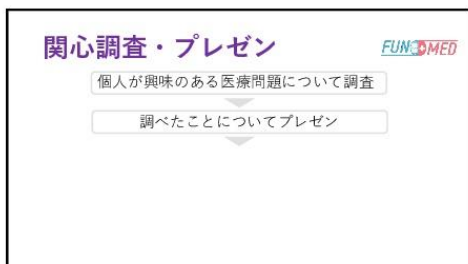 関心調査・プレゼン
FUN MED
個人が興味のある医療問題について調査
調べたことについてプレゼン